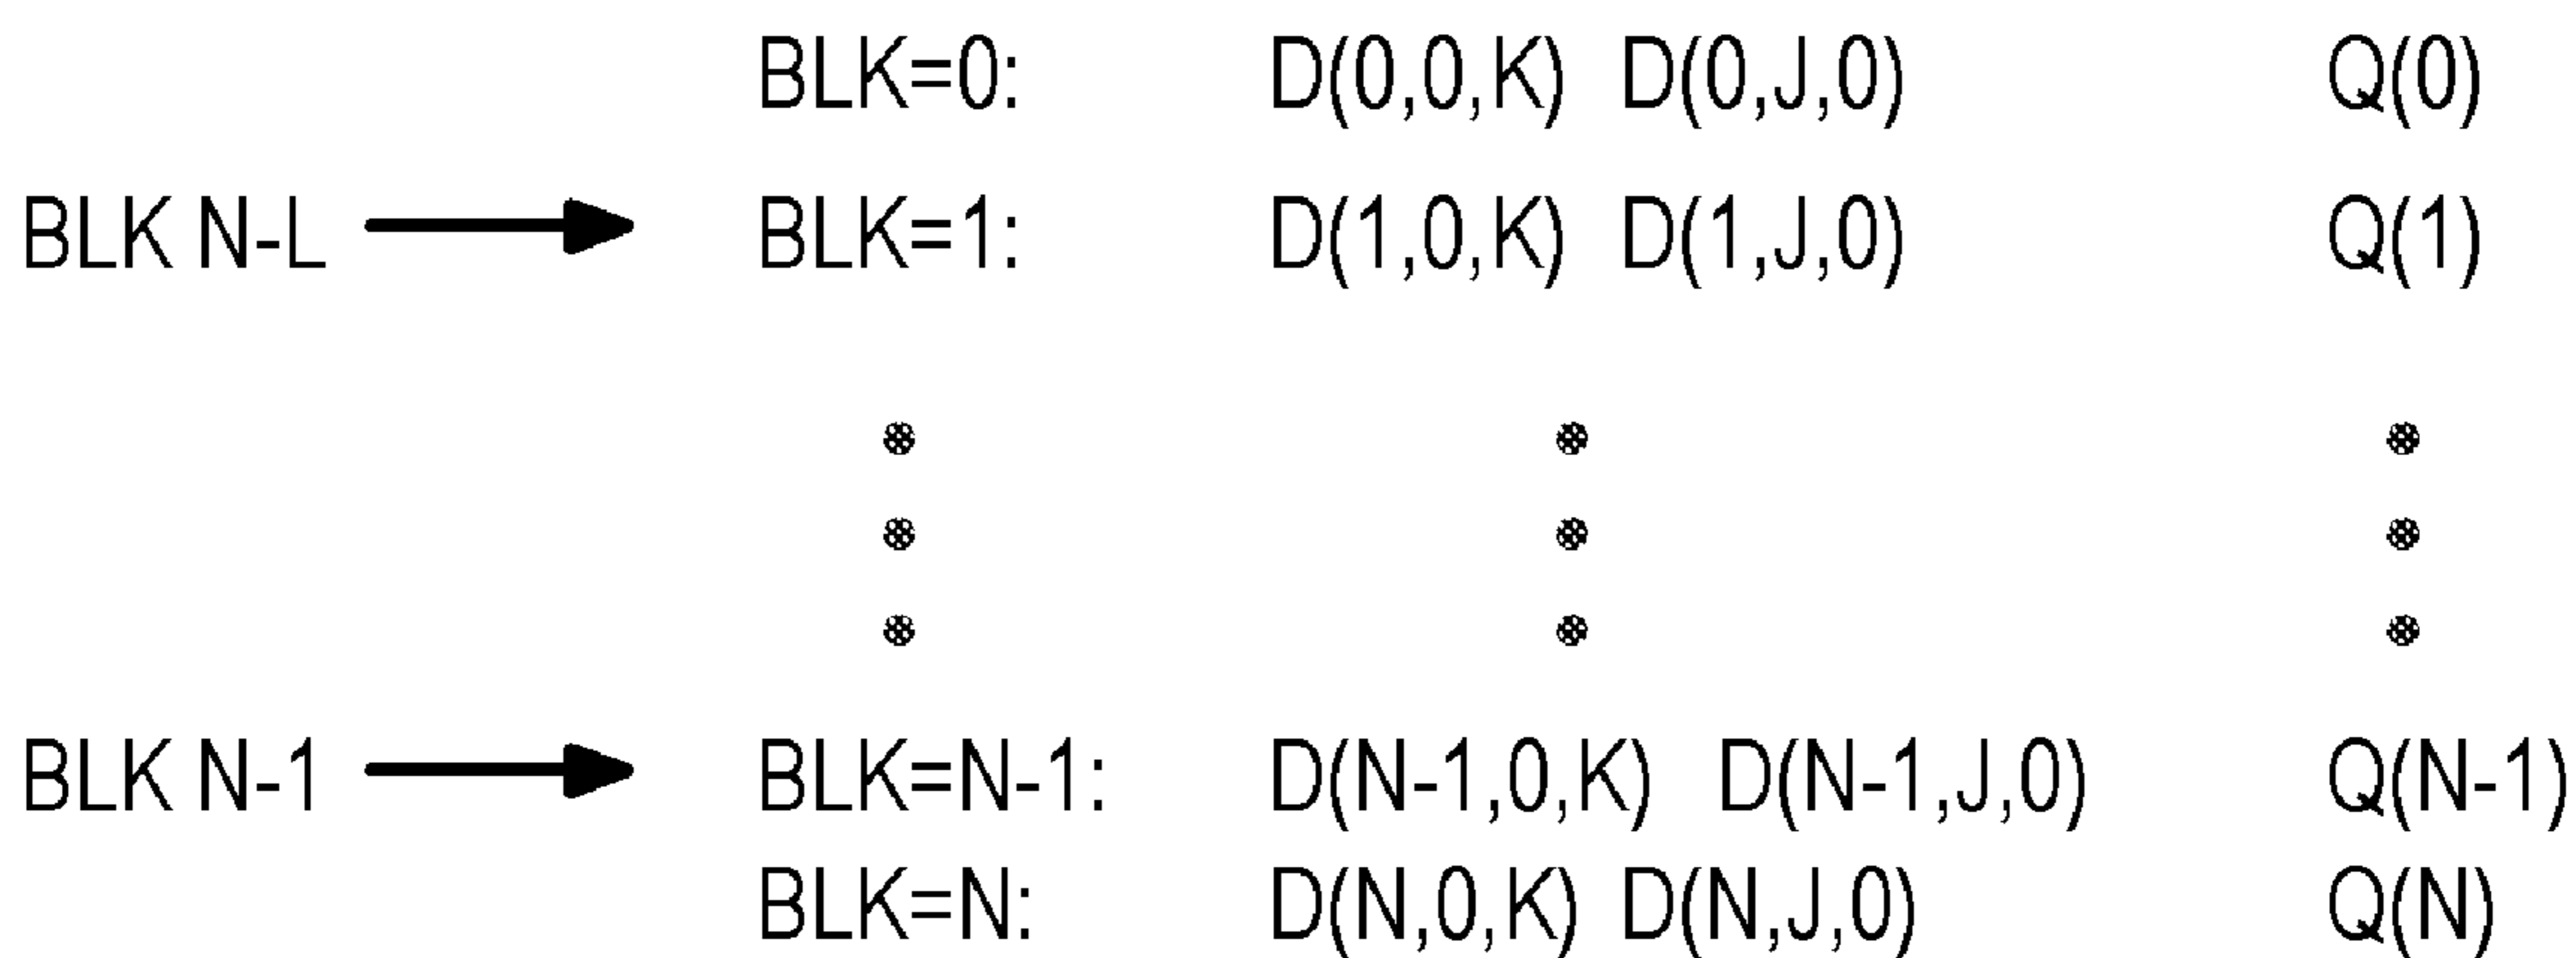 BLK=0: D(0,0,K) D(0,J,0) Q(0)
BLK N-L BLK=1: D(1,0,K) D(1,J,0) Q(1)
BLK N-1 BLK=N-1: D(N-1,0,K) D(N-1,J,0) Q(N-1)
BLK=N: D(N,0,K) D(N,J,0) Q(N)